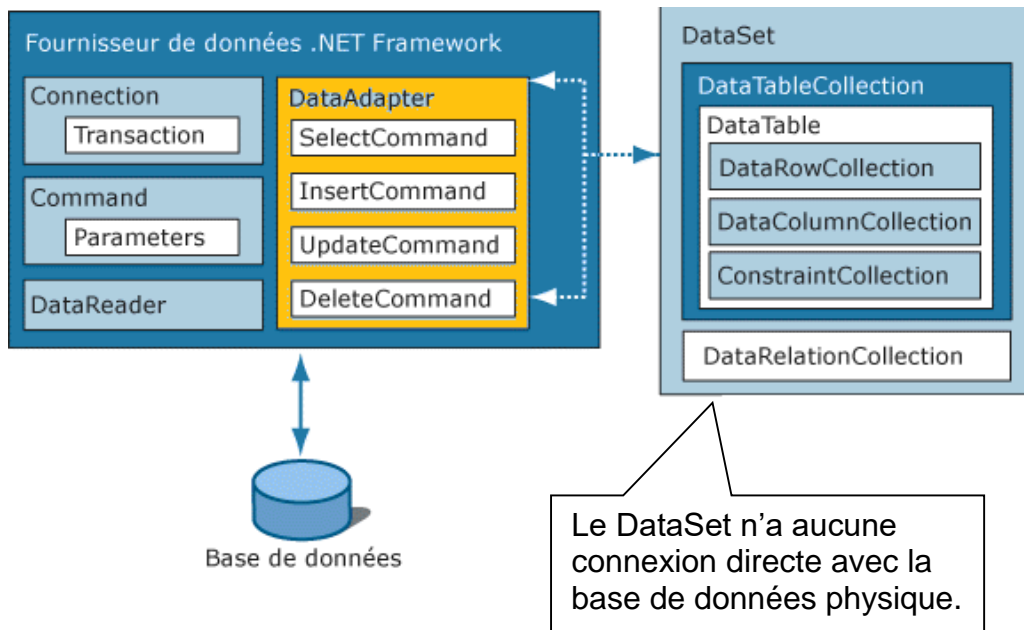 Fournisseur de données .NET Framework
Connection
Transaction
Command
Parameters
DataReader
DataAdapter
SelectCommand
InsertCommand
UpdateCommand
DeleteCommand
Base de données
DataSet
DataTableCollection
DataTable
DataRowCollection
DataColumnCollection
ConstraintCollection
DataRelationCollection
Le DataSet n’a aucune
connexion directe avec la
base de données physique.